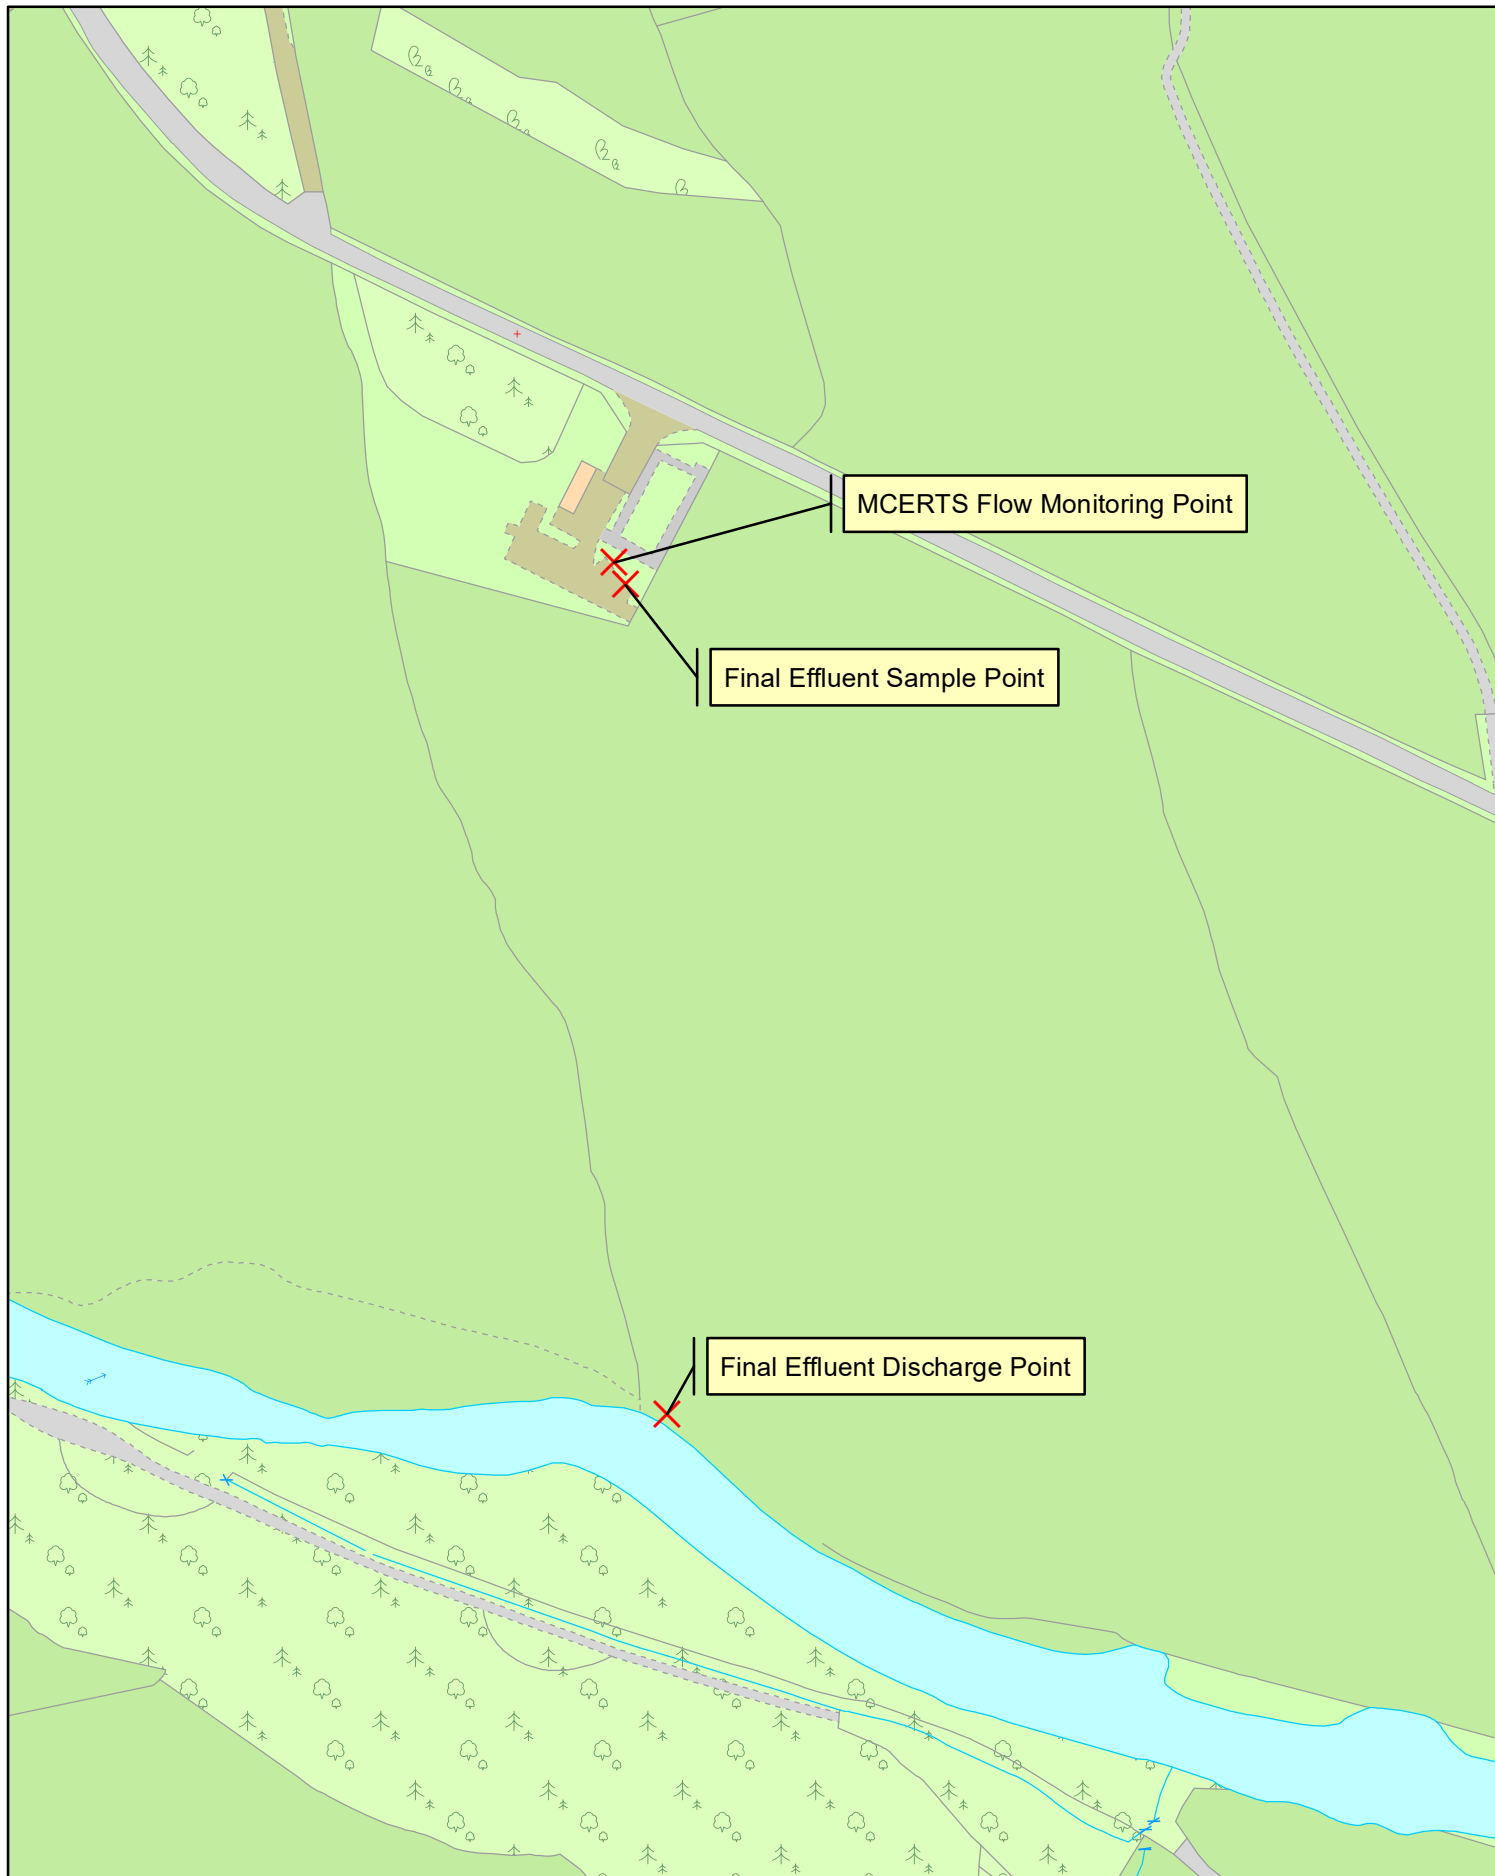 MCERTS Flow Monitoring Point
Final Effluent Sample Point
Final Effluent Discharge Point